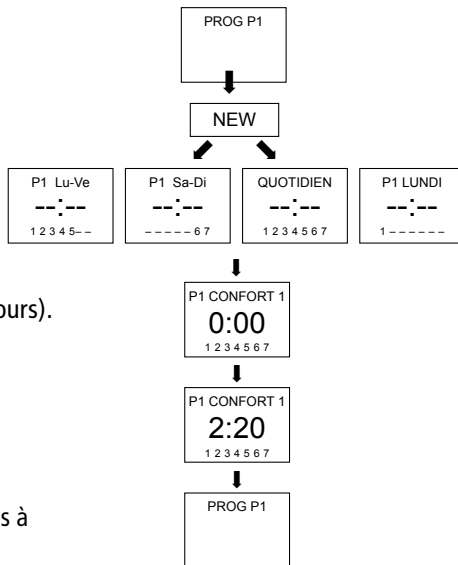 PROG P1
NEW
P1 Lu-Ve
--:--
1 2 3 4 5 – –
P1 Sa-Di
--:--
– – – – – 6 7
QUOTIDIEN
--:--
1 2 3 4 5 6 7
P1 LUNDI
--:--
1 – – – – – –
ours).
P1 CONFORT 1
0:00
1 2 3 4 5 6 7
P1 CONFORT 1
2:20
1 2 3 4 5 6 7
PROG P1
s à